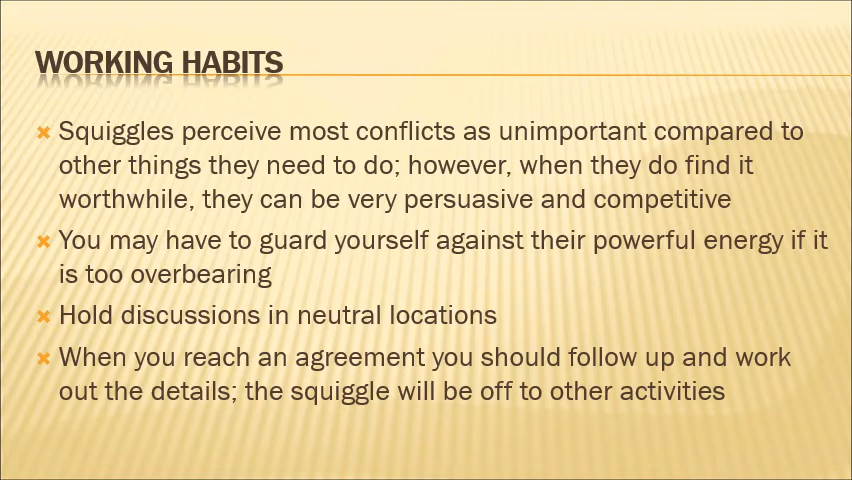 WORKING HABITS
Squiggles perceive most conflicts as unimportant compared to
other things they need to do; however, when they do find it
worthwhile, they can be very persuasive and competitive
You may have to guard yourself against their powerful energy if it
is too overbearing
Hold discussions in neutral locations
When you reach an agreement you should follow up and work
out the details; the squiggle will be off to other activities